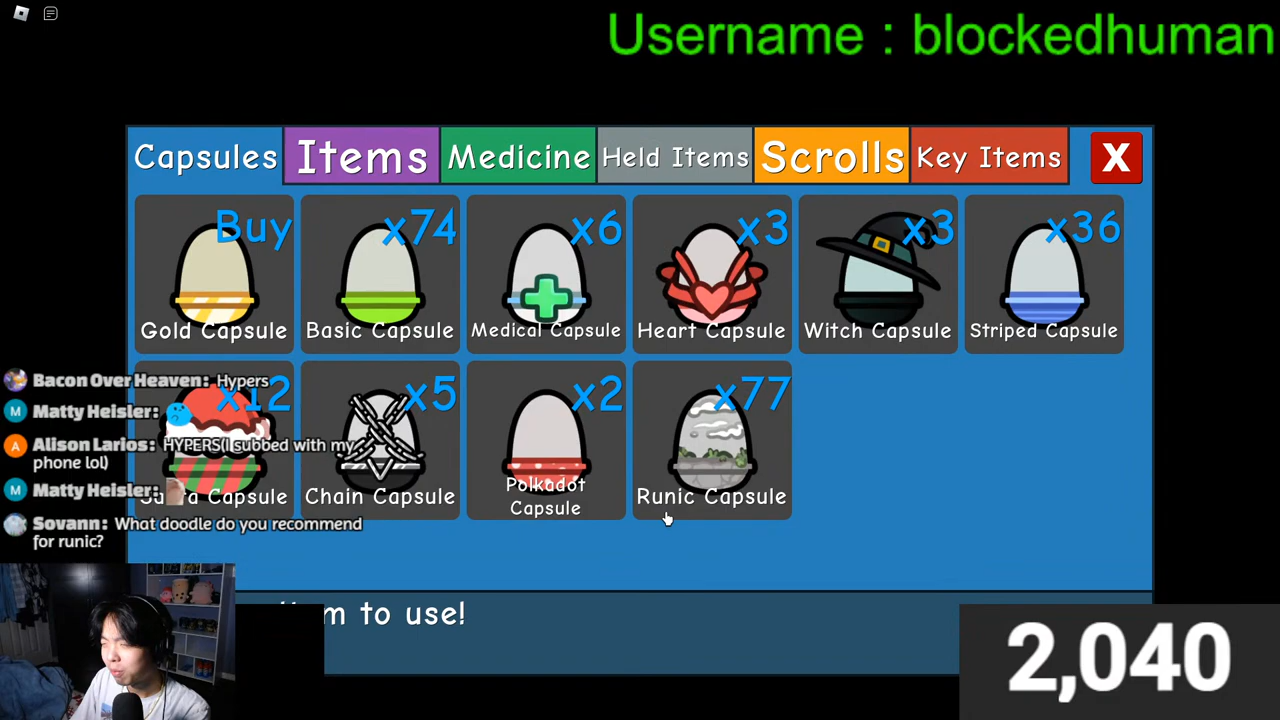 Username : blockedhuman
Capsules Items Medicine Held Items Scrolls Key Items X
Buy x74 x6 x3 x3 x36
Gold Capsule Basic Capsule Medical Capsule Heart Capsule Witch Capsule Striped Capsule
x12 x5 x2 x77
Chain Capsule Polkadot
Capsule Runic Capsule
Capsule
Bacon Over Heaven: Hypers
Matty Heisler:
Alison Larios: HYPERS(I subbed with my
phone lol)
Matty Heisler:
Sovann: What doodle do you recommend
for runic?
to use!
2,040